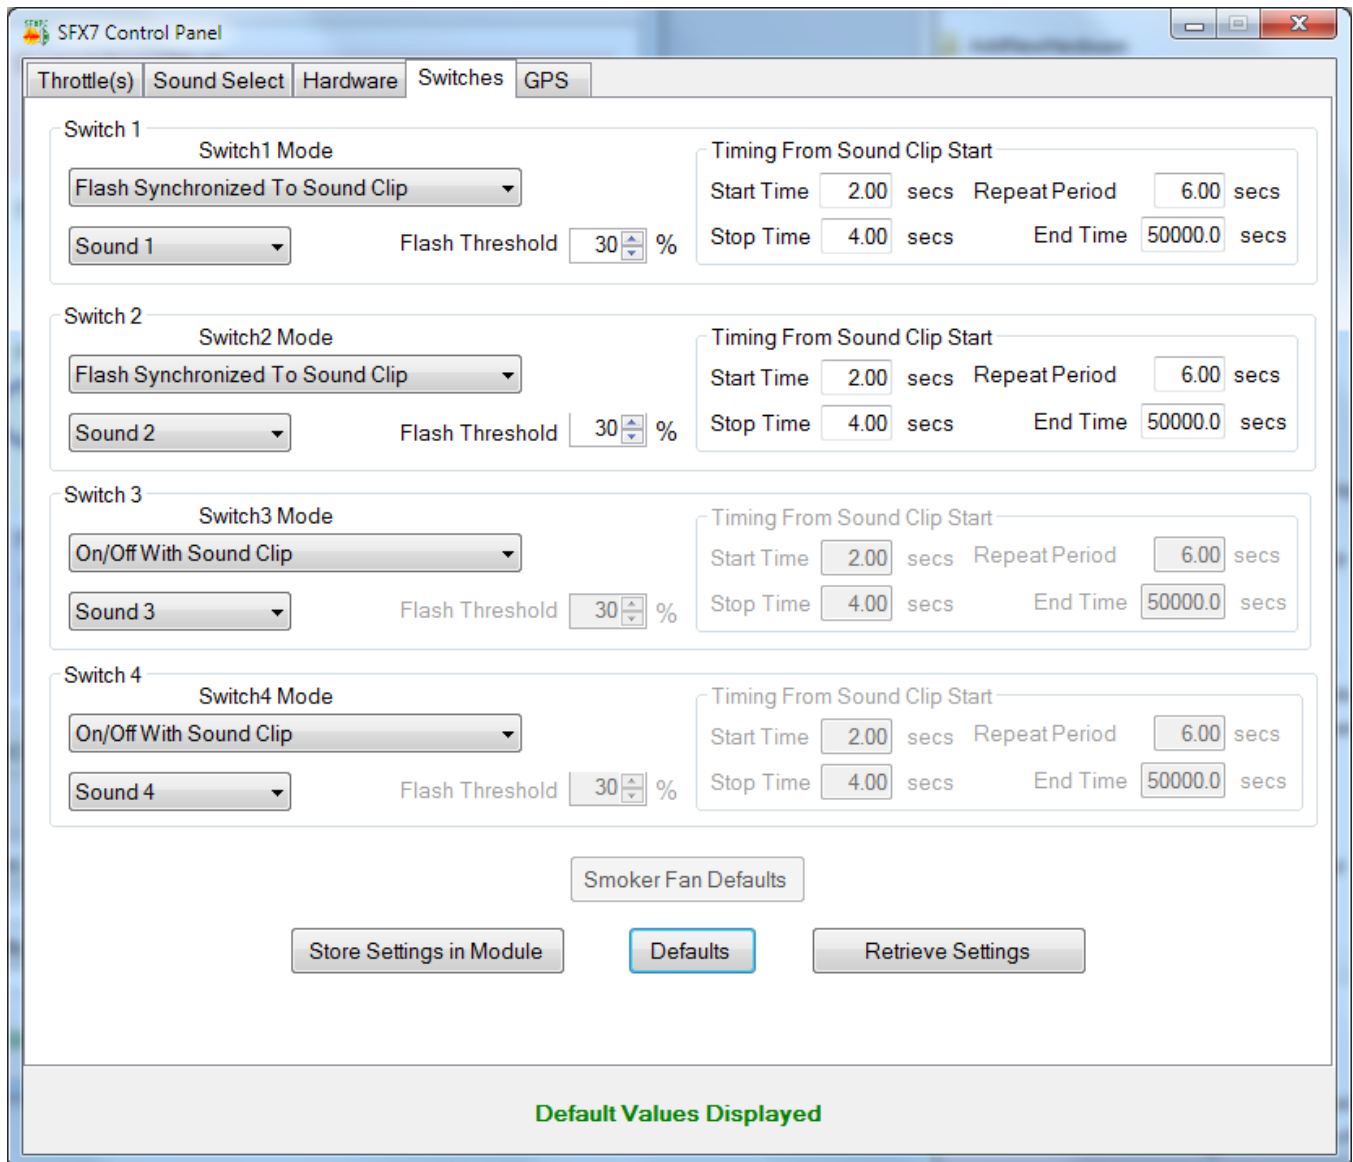 SFX7 Control Panel
Throttle(s) Sound Select Hardware Switches GPS
Switch 1
Switch1 Mode
Timing From Sound Clip Start
Flash Synchronized To Sound Clip
Start Time 2.00 secs Repeat Period 6.00 secs
Sound 1 Flash Threshold 30 %
Stop Time 4.00 secs End Time 50000.0 secs
Switch 2
Switch2 Mode
Timing From Sound Clip Start
Flash Synchronized To Sound Clip
Start Time 2.00 secs Repeat Period 6.00 secs
Sound 2 Flash Threshold 30 %
Stop Time 4.00 secs End Time 50000.0 secs
Switch 3
Switch3 Mode
Timing From Sound Clip Start
On/Off With Sound Clip
Start Time 2.00 secs Repeat Period 6.00 secs
Sound 3 Flash Threshold 30 %
Stop Time 4.00 secs End Time 50000.0 secs
Switch 4
Switch4 Mode
Timing From Sound Clip Start
On/Off With Sound Clip
Start Time 2.00 secs Repeat Period 6.00 secs
Sound 4 Flash Threshold 30 %
Stop Time 4.00 secs End Time 50000.0 secs
Smoker Fan Defaults
Store Settings in Module Defaults Retrieve Settings
Default Values Displayed